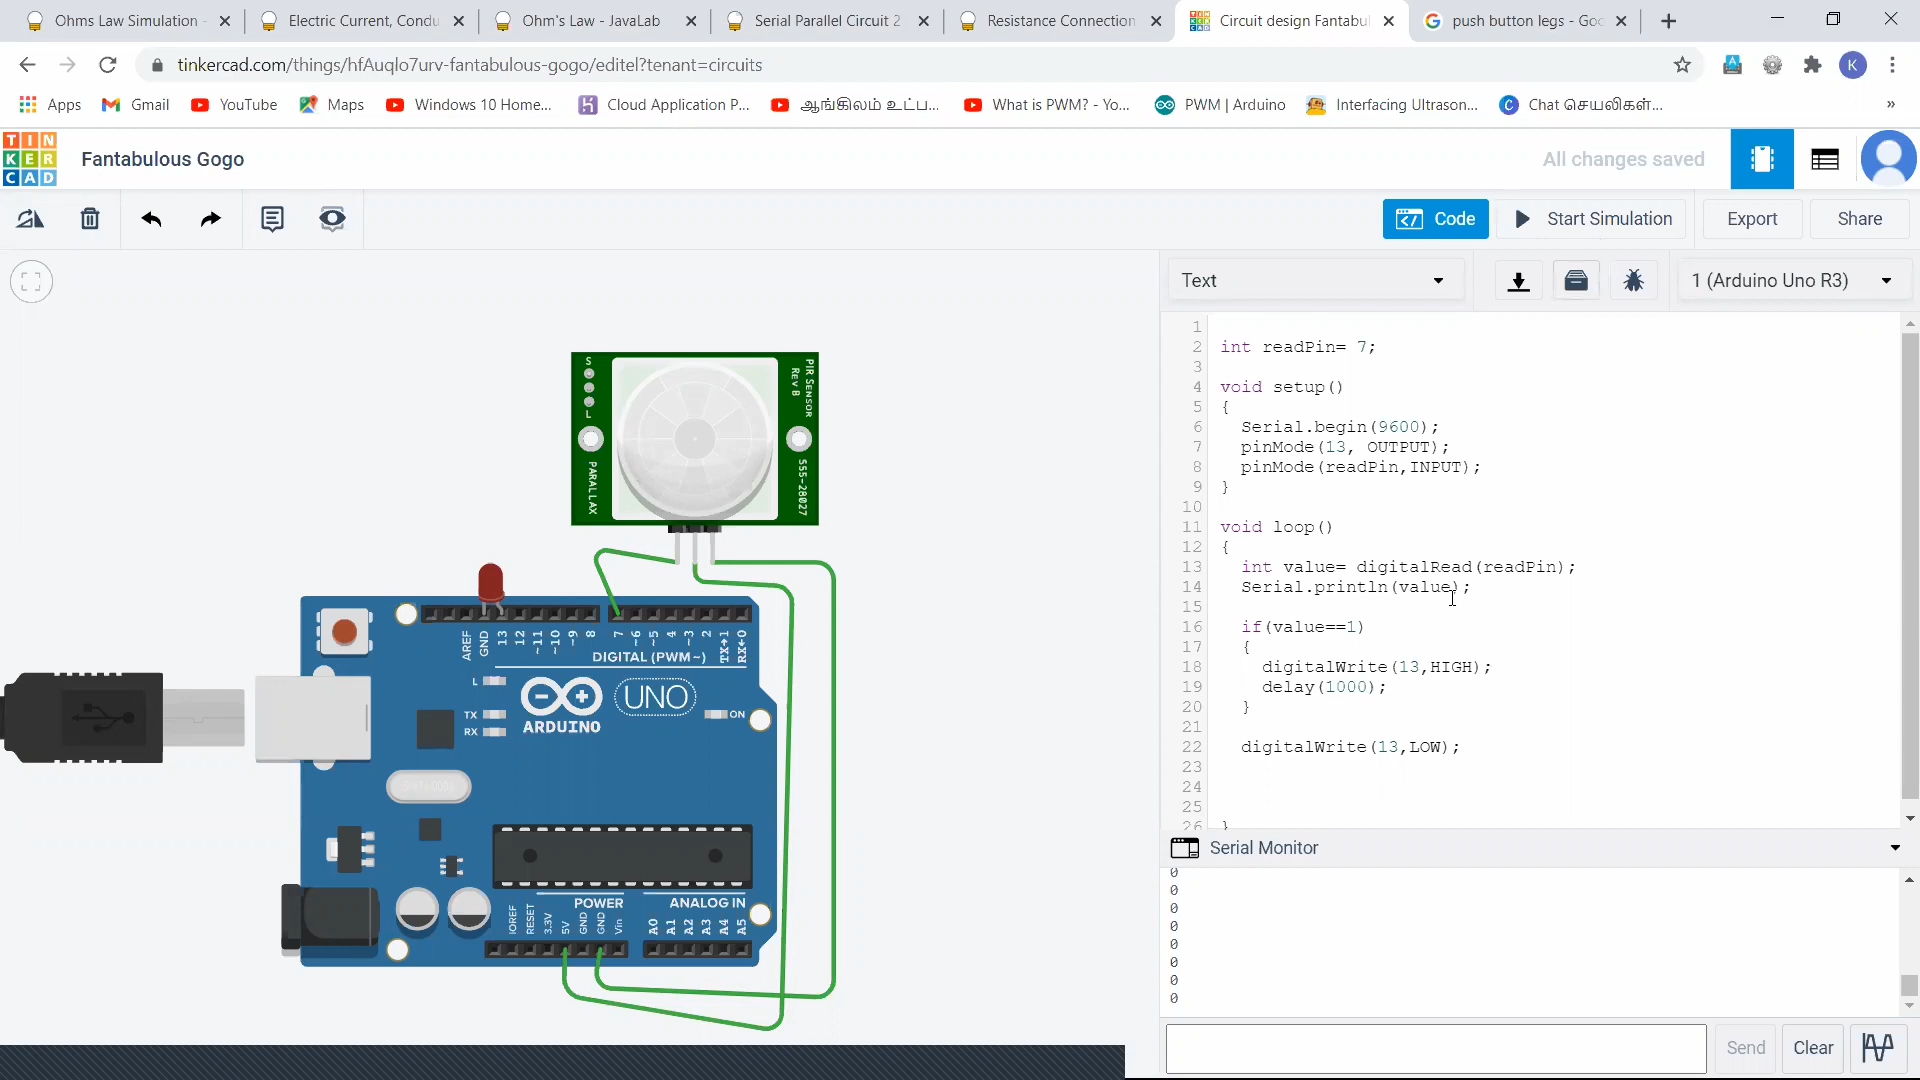 Ohms Law Simulation -
Electric Current, Condu
Ohm's Law - JavaLab
Serial Parallel Circuit 2
Resistance Connection
Circuit design Fantabul
push button legs - Goo
tinkercad.com/things/hfAuqlo7urv-fantabulous-gogo/editel?tenant=circuits
K
Apps
Gmail
YouTube
Maps
Windows 10 Home...
Cloud Application P...
ஆங்கிலம் உட்ப...
What is PWM? - Yo...
PWM | Arduino
Interfacing Ultrason...
Chat செயலிகள்...
»
TIN
KER
CAD
Fantabulous Gogo
All changes saved
Code
Start Simulation
Export
Share
Text
1 (Arduino Uno R3)
1
2 int readPin= 7;
3
4 void setup()
5 {
6 Serial.begin(9600);
7 pinMode(13, OUTPUT);
8 pinMode(readPin,INPUT);
9 }
10
11 void loop()
12 {
13 int value= digitalRead(readPin);
14 Serial.println(value);
15
16 if(value==1)
17 {
18 digitalWrite(13,HIGH);
19 delay(1000);
20 }
21
22 digitalWrite(13,LOW);
23
24
25
26 }
Serial Monitor
0
0
0
0
0
0
0
0
Send
Clear
S
L
PIR SENSOR
REV B
PARALLAX
555-28027
AREF
GND
13
12
~11
~10
~9
8
7
~6
~5
4
~3
2
TX→1
RX←0
DIGITAL (PWM~)
L
TX
RX
ARDUINO
UNO
ON
POWER
ANALOG IN
IOREF
RESET
3.3V
5V
GND
GND
Vin
A0
A1
A2
A3
A4
A5